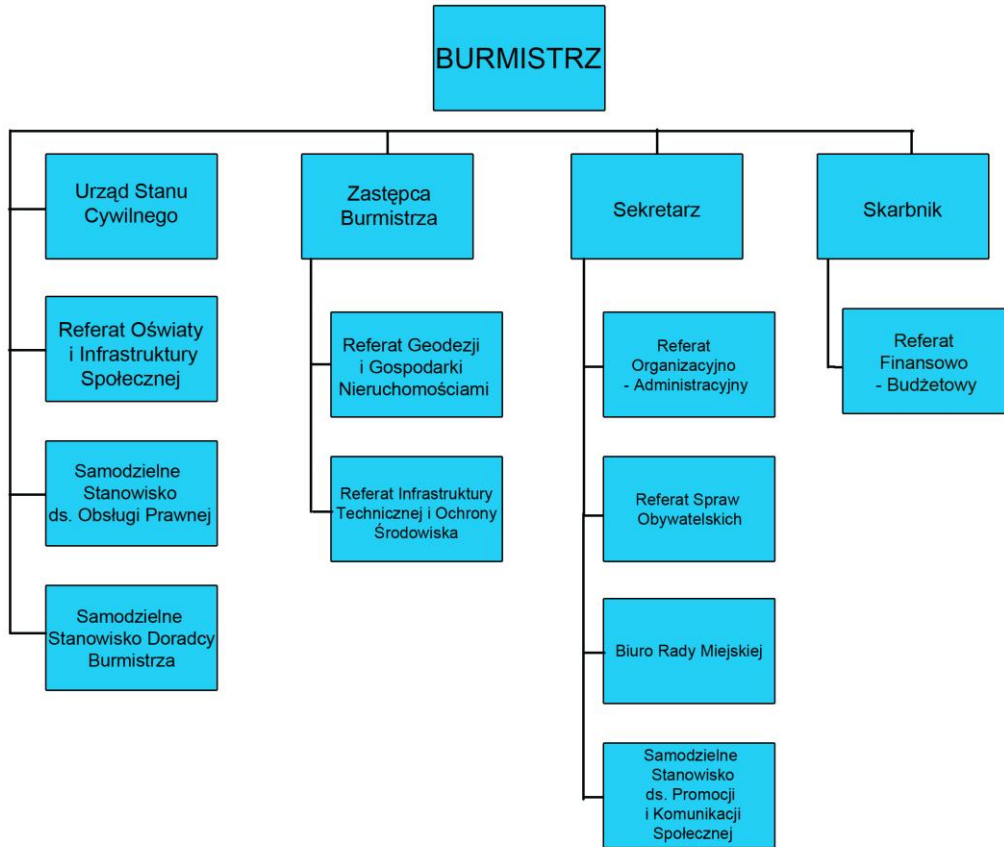 BURMISTRZ
Urząd Stanu
Cywilnego
Zastępca
Burmistrza
Sekretarz
Skarbnik
Referat Oświaty
i Infrastruktury
Społecznej
Referat Geodezji
i Gospodarki
Nieruchomościami
Referat
Organizacyjno
- Administracyjny
Referat
Finansowo
- Budżetowy
Samodzielne
Stanowisko
ds. Obsługi Prawnej
Referat Infrastruktury
Technicznej i Ochrony
Środowiska
Referat Spraw
Obywatelskich
Samodzielne
Stanowisko Doradcy
Burmistrza
Biuro Rady Miejskiej
Samodzielne
Stanowisko
ds. Promocji
i Komunikacji
Społecznej